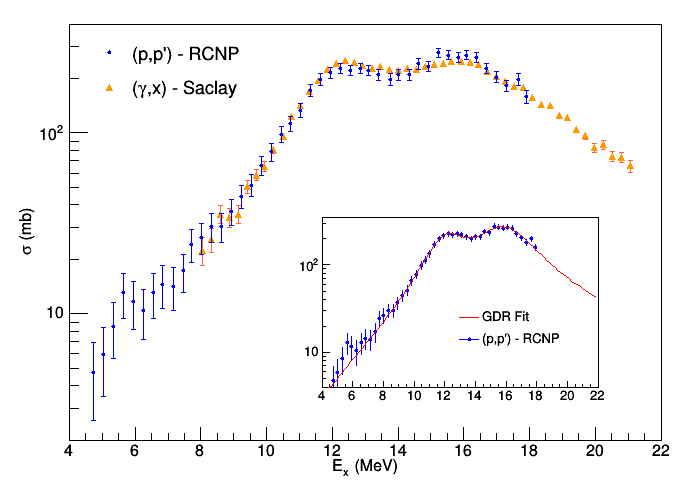 (p,p') - RCNP
(γ,x) - Saclay
σ (mb)
10²
10
4 6 8 10 12 14 16 18 20 22
Eₓ (MeV)
10²
10
GDR Fit
(p,p') - RCNP
4 6 8 10 12 14 16 18 20 22